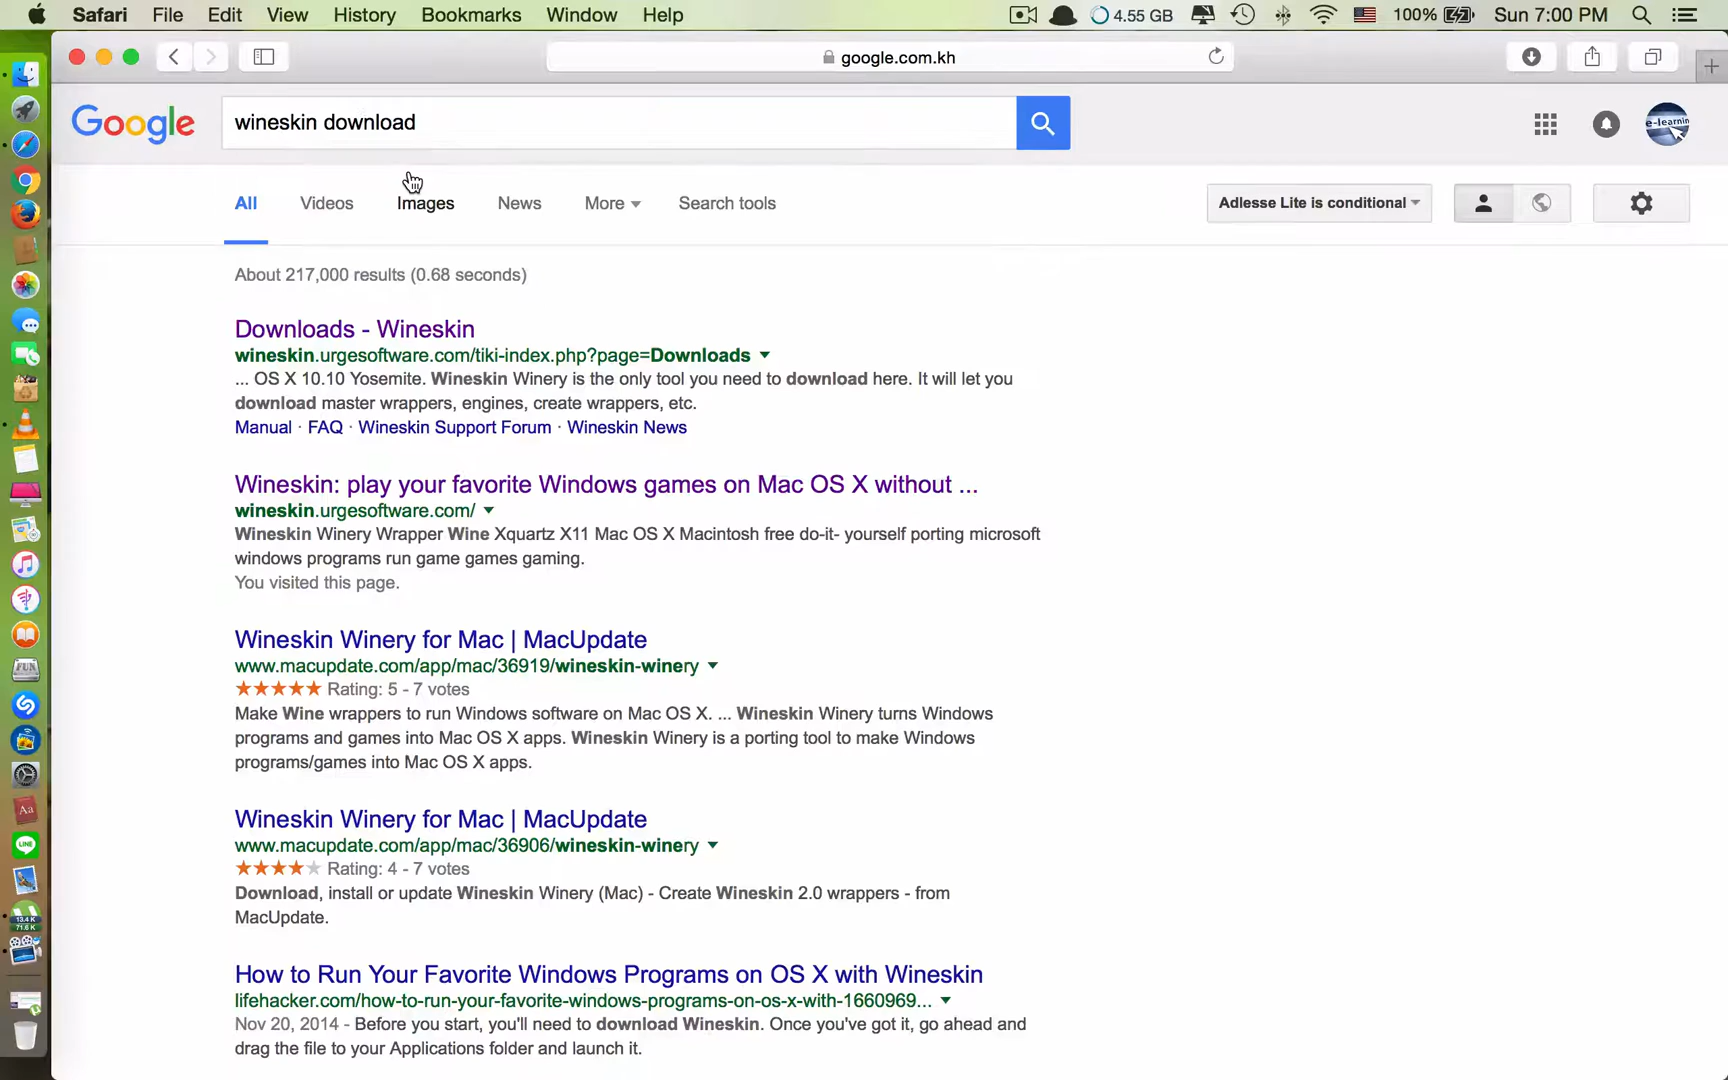 Safari File Edit View History Bookmarks Window Help 4.55 GB 100% Sun 7:00 PM
google.com.kh
Google wineskin download e-learnin
All Videos Images News More Search tools Adlesse Lite is conditional
About 217,000 results (0.68 seconds)
Downloads - Wineskin
wineskin.urgesoftware.com/tiki-index.php?page=Downloads
... OS X 10.10 Yosemite. Wineskin Winery is the only tool you need to download here. It will let you
download master wrappers, engines, create wrappers, etc.
Manual · FAQ · Wineskin Support Forum · Wineskin News
Wineskin: play your favorite Windows games on Mac OS X without ...
wineskin.urgesoftware.com/
Wineskin Winery Wrapper Wine Xquartz X11 Mac OS X Macintosh free do-it- yourself porting microsoft
windows programs run game games gaming.
You visited this page.
Wineskin Winery for Mac | MacUpdate
www.macupdate.com/app/mac/36919/wineskin-winery
Rating: 5 - 7 votes
Make Wine wrappers to run Windows software on Mac OS X. ... Wineskin Winery turns Windows
programs and games into Mac OS X apps. Wineskin Winery is a porting tool to make Windows
programs/games into Mac OS X apps.
Wineskin Winery for Mac | MacUpdate
www.macupdate.com/app/mac/36906/wineskin-winery
Rating: 4 - 7 votes
Download, install or update Wineskin Winery (Mac) - Create Wineskin 2.0 wrappers - from
MacUpdate.
How to Run Your Favorite Windows Programs on OS X with Wineskin
lifehacker.com/how-to-run-your-favorite-windows-programs-on-os-x-with-1660969...
Nov 20, 2014 - Before you start, you'll need to download Wineskin. Once you've got it, go ahead and
drag the file to your Applications folder and launch it.
FUN
Aa
LINE
13.4 K
71.6 K